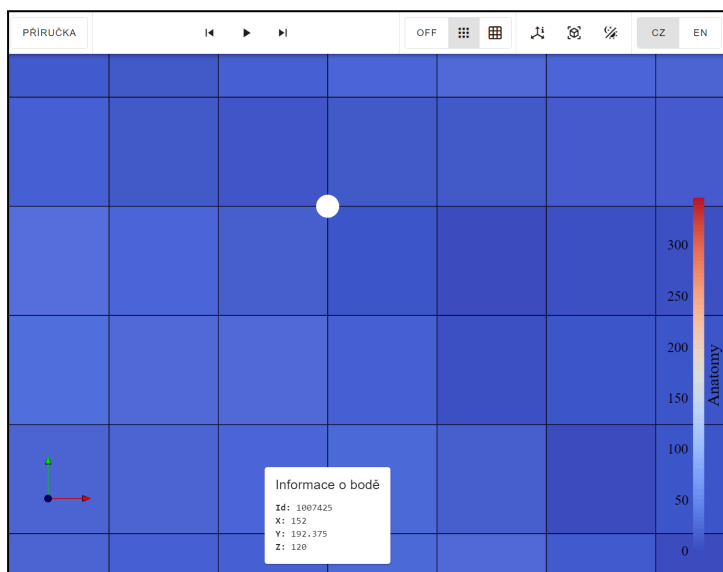 PŘÍRUČKA OFF CZ EN
300
250
200
150
100
50
0
Anatomy
Informace o bodě
Id: 1007425
X: 152
Y: 192.375
Z: 120